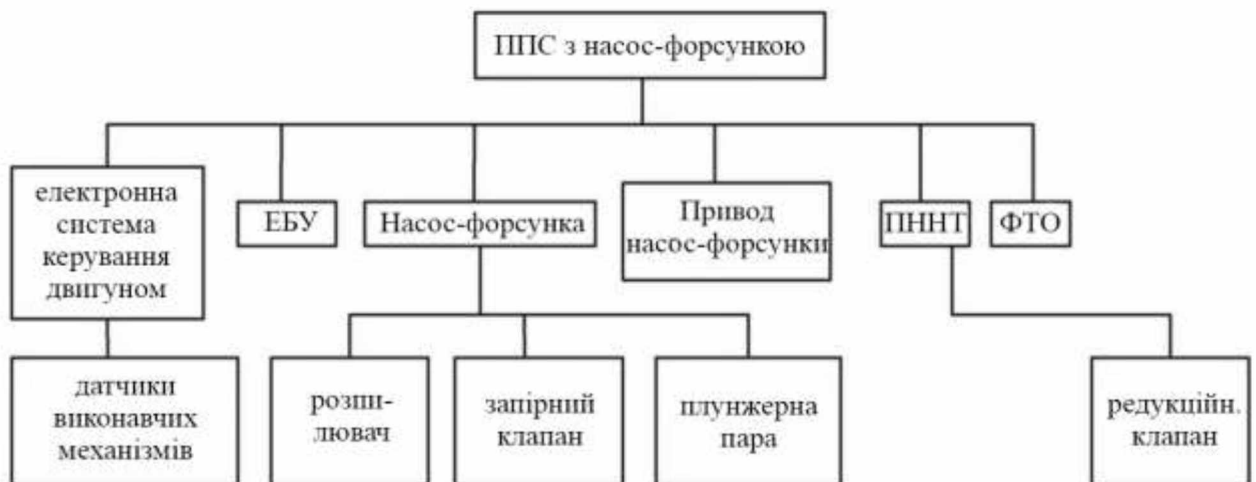 ППС з насос-форсункою
електронна
система
керування
двигуном
ЕБУ
Насос-форсунка
Привод
насос-форсунки
ПННТ
ФТО
датчики
виконавчих
механізмів
розпи-
лювач
запірний
клапан
плунжерна
пара
редукційн.
клапан